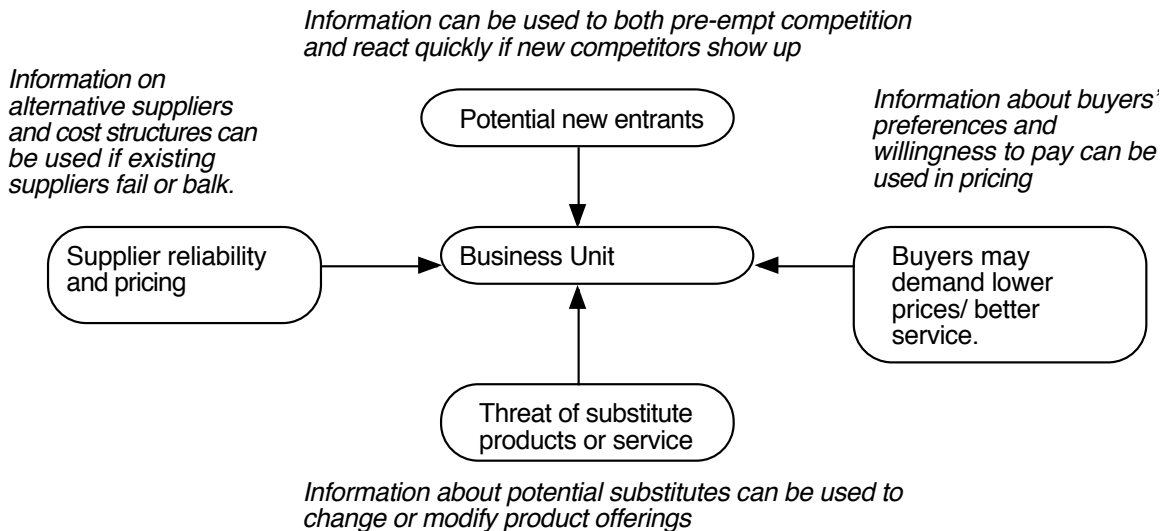 Information can be used to both pre-empt competition
and react quickly if new competitors show up
Information on
alternative suppliers
and cost structures can
be used if existing
suppliers fail or balk.
Potential new entrants
Information about buyers'
preferences and
willingness to pay can be
used in pricing
Supplier reliability
and pricing
Business Unit
Buyers may
demand lower
prices/ better
service.
Threat of substitute
products or service
Information about potential substitutes can be used to
change or modify product offerings